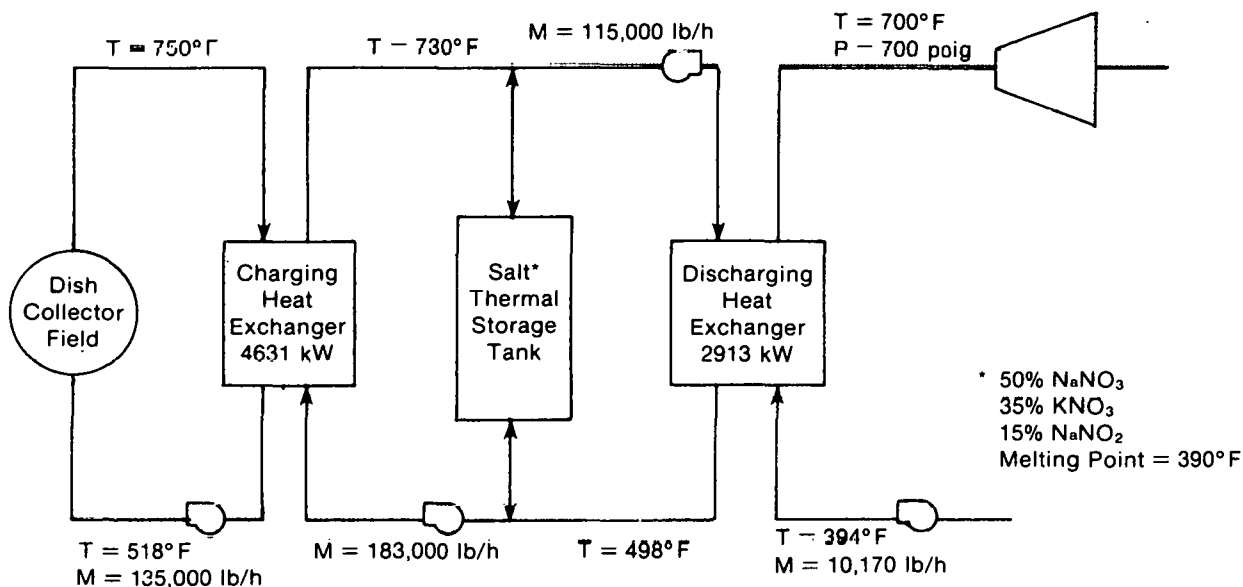 T = 750°F
T – 730°F
M = 115,000 lb/h
T = 700°F
P – 700 poig
Dish
Collector
Field
Charging
Heat
Exchanger
4631 kW
Salt*
Thermal
Storage
Tank
Discharging
Heat
Exchanger
2913 kW
* 50% NaNO₃
35% KNO₃
15% NaNO₂
Melting Point = 390°F
T = 518°F
M = 135,000 lb/h
M = 183,000 lb/h
T = 498°F
T – 394°F
M = 10,170 lb/h